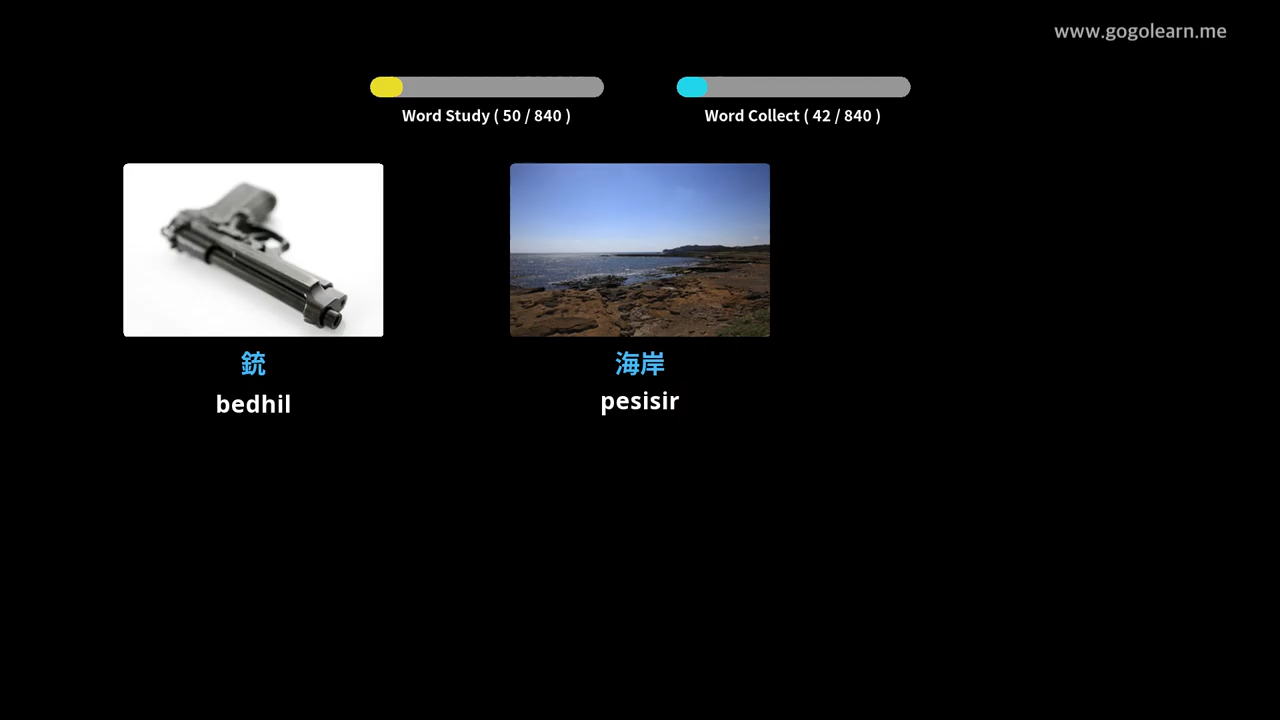 www.gogolearn.me
Word Study ( 50 / 840 )
Word Collect ( 42 / 840 )
銃
海岸
bedhil
pesisir